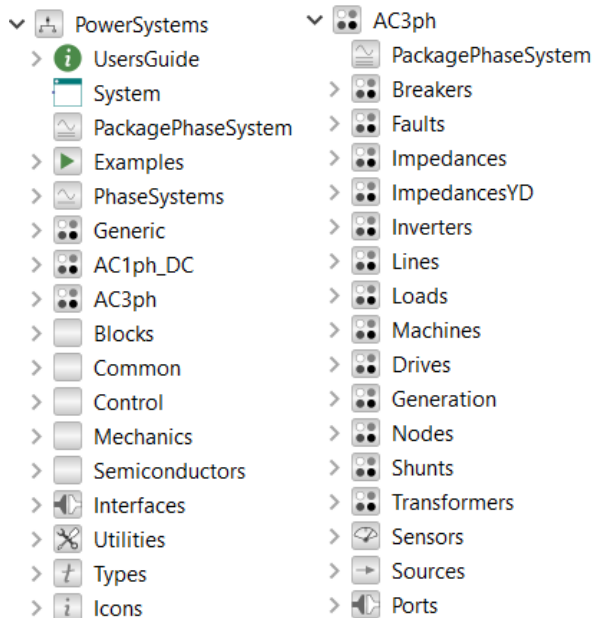 PowerSystems
UsersGuide
System
PackagePhaseSystem
Examples
PhaseSystems
Generic
AC1ph_DC
AC3ph
Blocks
Common
Control
Mechanics
Semiconductors
Interfaces
Utilities
Types
Icons
AC3ph
PackagePhaseSystem
Breakers
Faults
Impedances
ImpedancesYD
Inverters
Lines
Loads
Machines
Drives
Generation
Nodes
Shunts
Transformers
Sensors
Sources
Ports